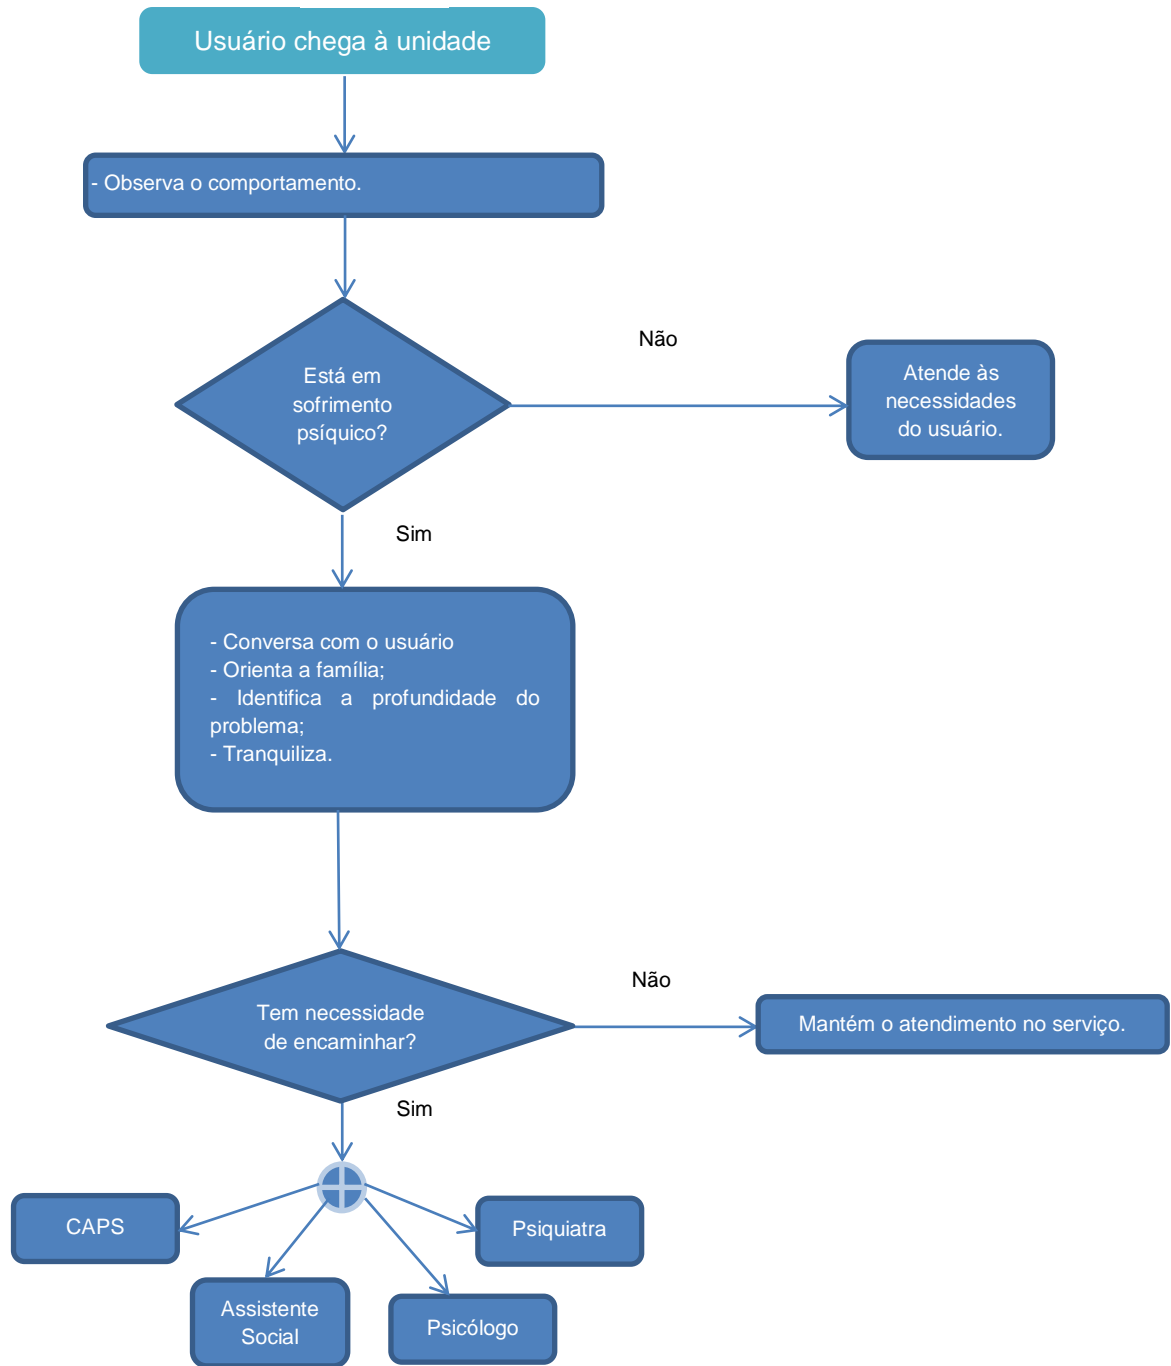 Usuário chega à unidade
- Observa o comportamento.
Não
Está em
sofrimento
psíquico?
Atende às
necessidades
do usuário.
Sim
- Conversa com o usuário
- Orienta a família;
- Identifica a profundidade do
problema;
- Tranquiliza.
Não
Tem necessidade
de encaminhar?
Mantém o atendimento no serviço.
Sim
CAPS
Psiquiatra
Assistente
Social
Psicólogo